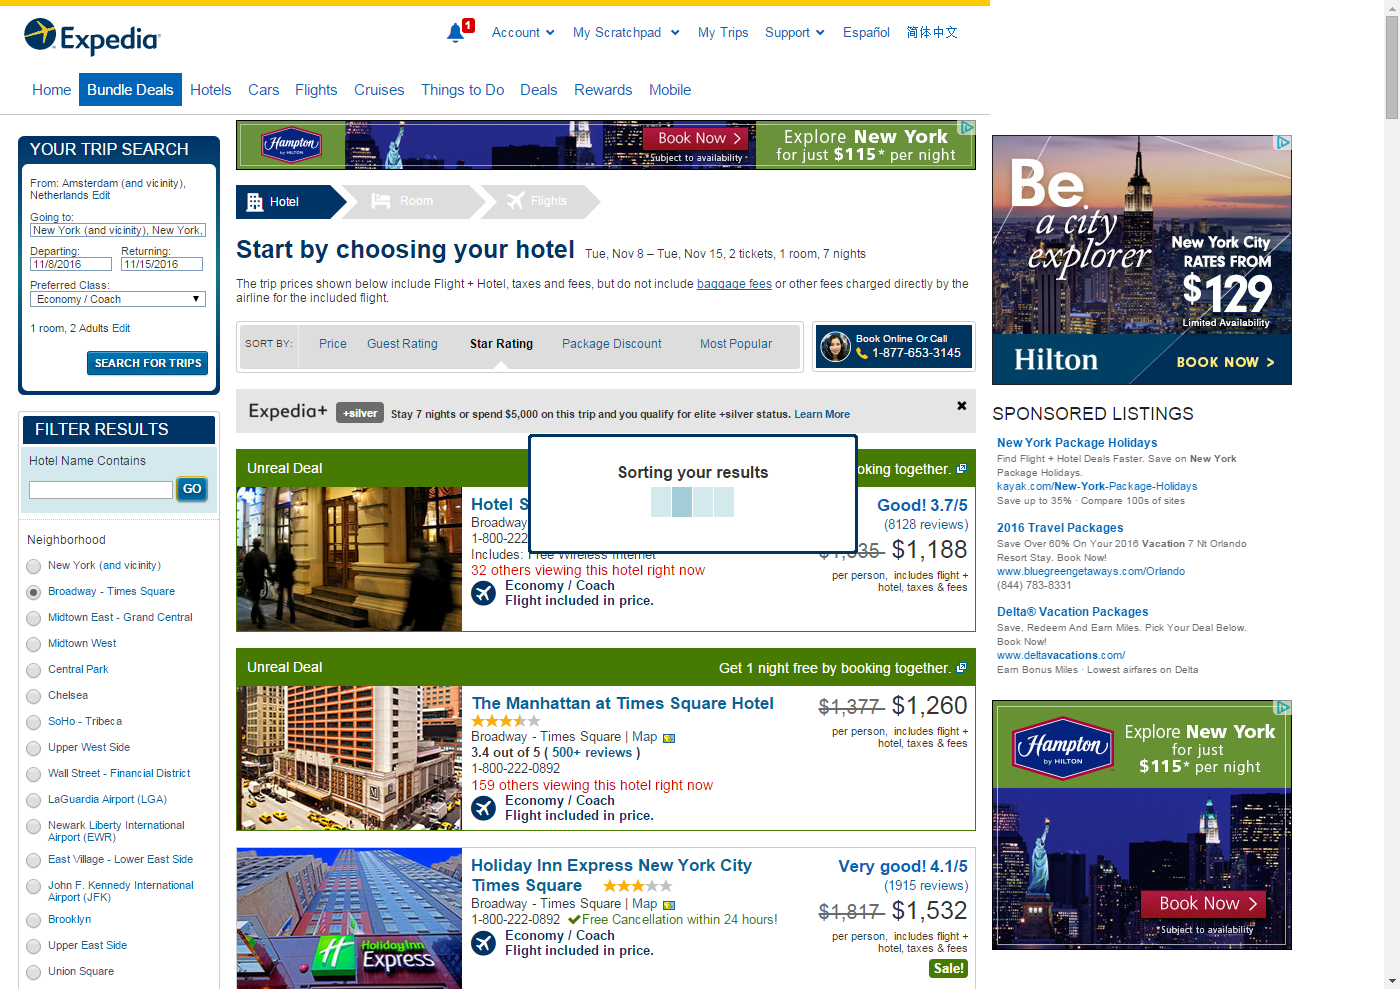 Expedia
1
Account
My Scratchpad
My Trips
Support
Español
简体中文
Home
Bundle Deals
Hotels
Cars
Flights
Cruises
Things to Do
Deals
Rewards
Mobile
YOUR TRIP SEARCH
From: Amsterdam (and vicinity),
Netherlands Edit
Going to:
New York (and vicinity), New York,
Departing:
Returning:
11/8/2016
11/15/2016
Preferred Class:
Economy / Coach
1 room, 2 Adults Edit
SEARCH FOR TRIPS
FILTER RESULTS
Hotel Name Contains
GO
Neighborhood
New York (and vicinity)
Broadway - Times Square
Midtown East - Grand Central
Midtown West
Central Park
Chelsea
SoHo - Tribeca
Upper West Side
Wall Street - Financial District
LaGuardia Airport (LGA)
Newark Liberty International
Airport (EWR)
East Village - Lower East Side
John F. Kennedy International
Airport (JFK)
Brooklyn
Upper East Side
Union Square
Hampton
by HILTON
Book Now >
*Subject to availability
Explore New York
for just $115* per night
Hotel
Room
Flights
Start by choosing your hotel
Tue, Nov 8 – Tue, Nov 15, 2 tickets, 1 room, 7 nights
The trip prices shown below include Flight + Hotel, taxes and fees, but do not include baggage fees or other fees charged directly by the
airline for the included flight.
SORT BY:
Price
Guest Rating
Star Rating
Package Discount
Most Popular
Book Online Or Call
1-877-653-3145
Expedia+
+silver
Stay 7 nights or spend $5,000 on this trip and you qualify for elite +silver status. Learn More
Sorting your results
Unreal Deal
oking together.
Hotel S
Broadway
1-800-222
Includes: Free Wireless Internet
32 others viewing this hotel right now
Economy / Coach
Flight included in price.
Good! 3.7/5
(8128 reviews)
$1,188
per person, includes flight +
hotel, taxes & fees
Unreal Deal
Get 1 night free by booking together.
The Manhattan at Times Square Hotel
Broadway - Times Square | Map
3.4 out of 5 ( 500+ reviews )
1-800-222-0892
159 others viewing this hotel right now
Economy / Coach
Flight included in price.
$1,377 $1,260
per person, includes flight +
hotel, taxes & fees
Holiday Inn Express New York City
Times Square
Broadway - Times Square | Map
1-800-222-0892 Free Cancellation within 24 hours!
Economy / Coach
Flight included in price.
Very good! 4.1/5
(1915 reviews)
$1,817 $1,532
per person, includes flight +
hotel, taxes & fees
Sale!
Holiday Inn
Express
Be
a city
explorer
New York City
RATES FROM
$129
Limited Availability
Hilton
BOOK NOW >
SPONSORED LISTINGS
New York Package Holidays
Find Flight + Hotel Deals Faster. Save on New York
Package Holidays.
kayak.com/New-York-Package-Holidays
Save up to 35% · Compare 100s of sites
2016 Travel Packages
Save Over 60% On Your 2016 Vacation 7 Nt Orlando
Resort Stay. Book Now!
www.bluegreengetaways.com/Orlando
(844) 783-8331
Delta® Vacation Packages
Save, Redeem And Earn Miles. Pick Your Deal Below.
Book Now!
www.deltavacations.com/
Earn Bonus Miles · Lowest airfares on Delta
Hampton
by HILTON
Explore New York
for just
$115* per night
Book Now >
*Subject to availability